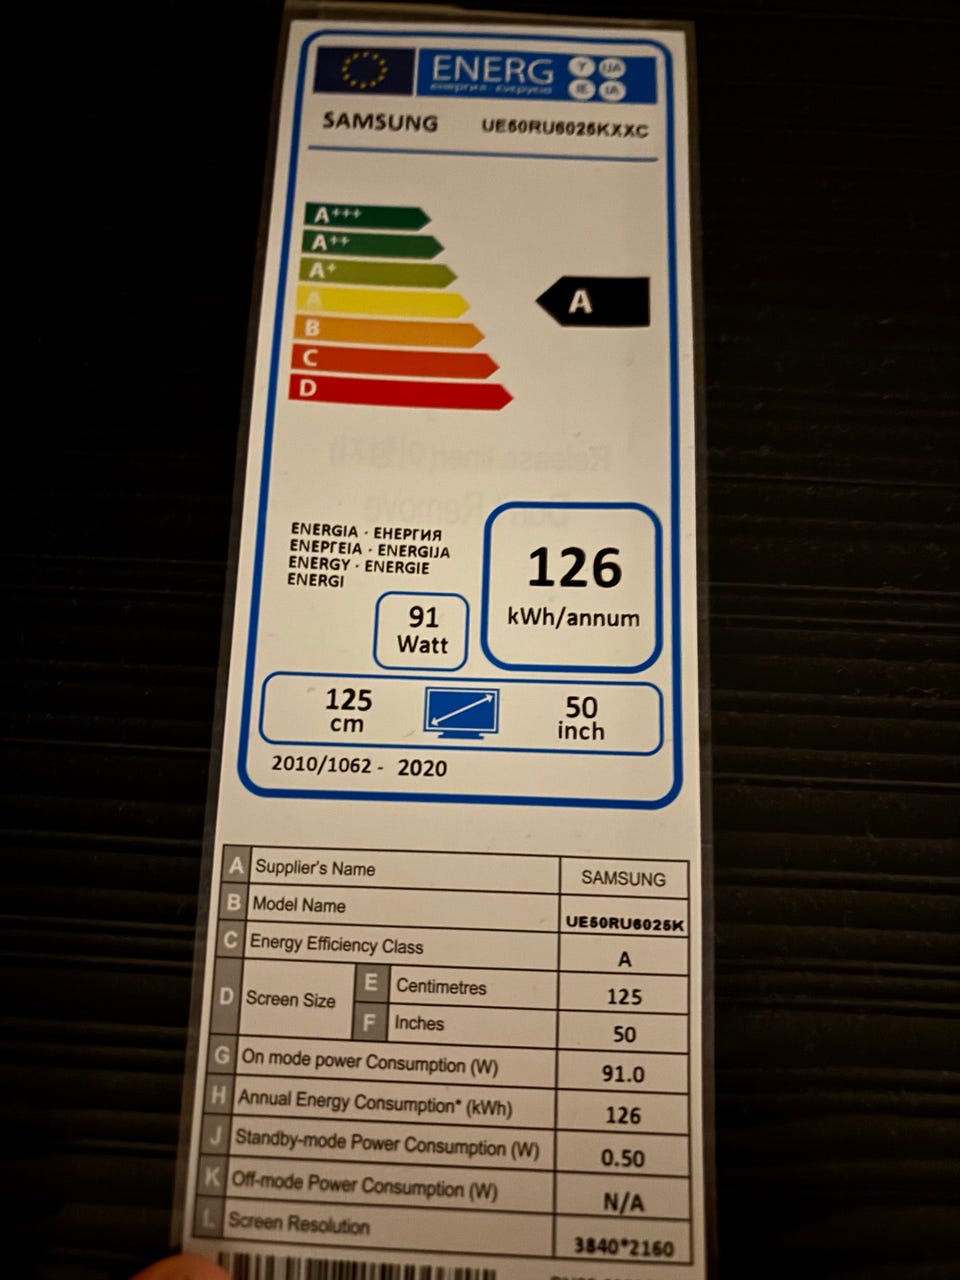 ENERG
енергия · ενεργεια
Y IJA
IE IA
SAMSUNG UE50RU6025KXXC
A+++
A++
A+
A
B
C
D
A
ENERGIA · ЕНЕРГИЯ
ΕΝΕΡΓΕΙΑ · ENERGIJA
ENERGY · ENERGIE
ENERGI
126
kWh/annum
91
Watt
125
cm
50
inch
2010/1062 - 2020
A Supplier's Name SAMSUNG
B Model Name UE50RU6025K
C Energy Efficiency Class A
D Screen Size E Centimetres 125
F Inches 50
G On mode power Consumption (W) 91.0
H Annual Energy Consumption* (kWh) 126
J Standby-mode Power Consumption (W) 0.50
K Off-mode Power Consumption (W) N/A
L Screen Resolution 3840*2160